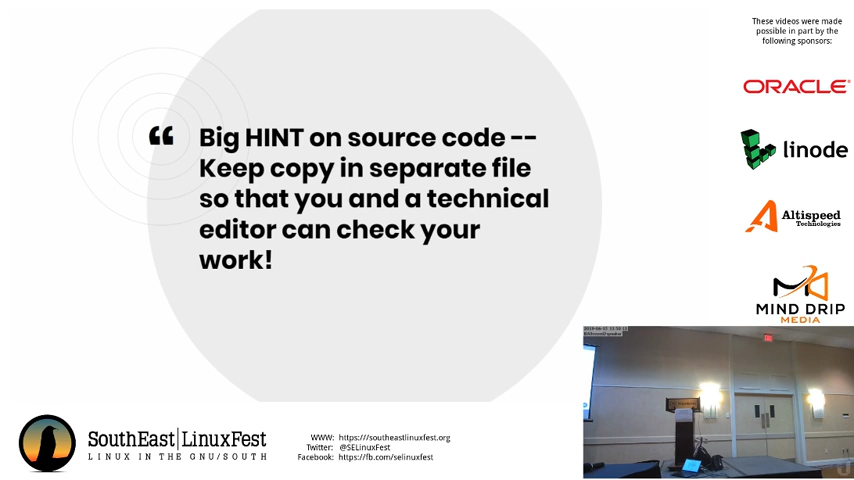 These videos were made
possible in part by the
following sponsors:
ORACLE
linode
Altispeed
Technologies
MIND DRIP
MEDIA
“ Big HINT on source code --
Keep copy in separate file
so that you and a technical
editor can check your
work!
SouthEast|LinuxFest
LINUX IN THE GNU/SOUTH
WWW: https:///southeastlinuxfest.org
Twitter: @SELinuxFest
Facebook: https://fb.com/selinuxfest